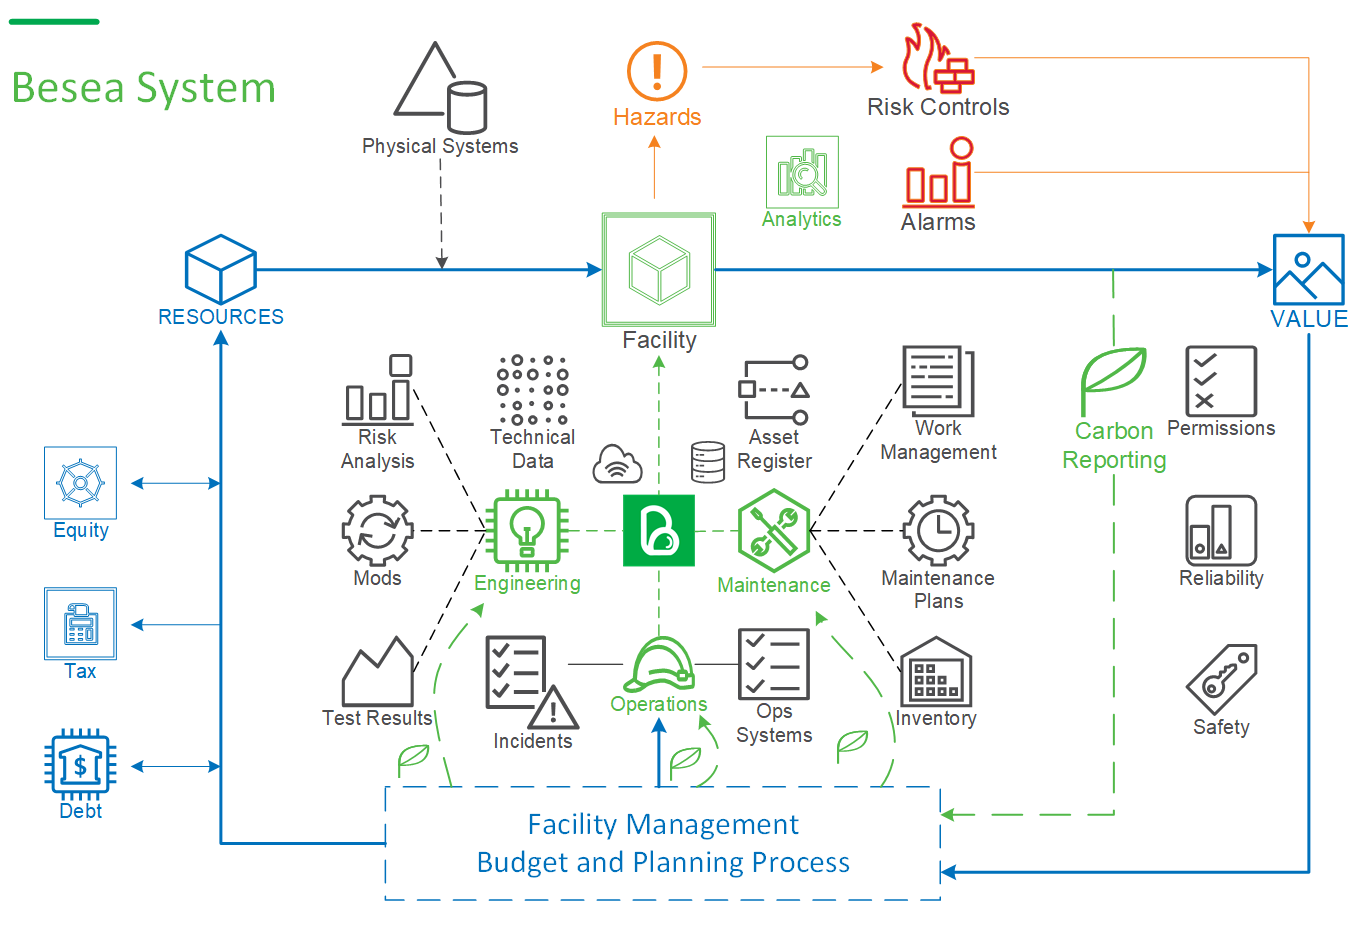 Besea System
Physical Systems
Hazards
Risk Controls
Analytics
Alarms
RESOURCES
Facility
VALUE
Risk
Analysis
Technical
Data
Asset
Register
Work
Management
Carbon
Reporting
Permissions
Equity
Mods
Engineering
B
Maintenance
Maintenance
Plans
Reliability
Tax
Test Results
Incidents
Operations
Ops
Systems
Inventory
Safety
$
Debt
Facility Management
Budget and Planning Process